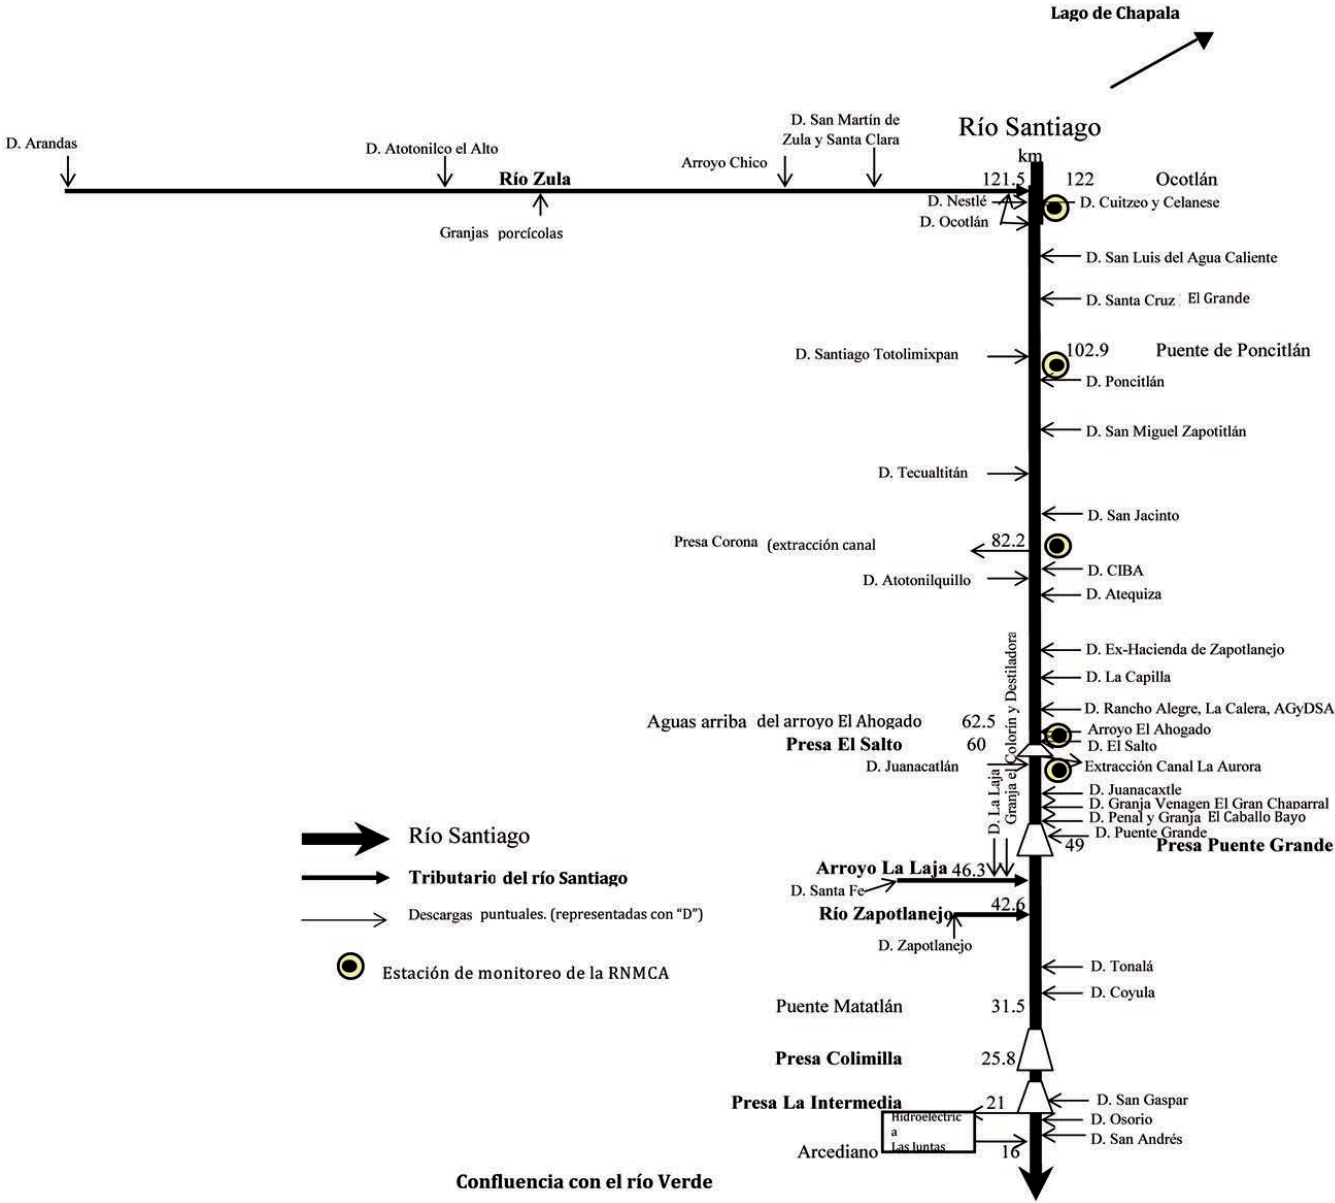 Lago de Chapala
Río Santiago
km
D. Arandas
D. Atotonilco el Alto
Arroyo Chico
D. San Martín de
Zula y Santa Clara
Río Zula
Granjas porcícolas
121.5
122
Ocotlán
D. Nestlé
D. Cuitzeo y Celanese
D. Ocotlán
D. San Luis del Agua Caliente
D. Santa Cruz El Grande
D. Santiago Totolimixpan
102.9
Puente de Poncitlán
D. Poncitlán
D. San Miguel Zapotitlán
D. Tecualtitán
D. San Jacinto
Presa Corona (extracción canal
82.2
D. CIBA
D. Atotonilquillo
D. Atequiza
D. Ex-Hacienda de Zapotlanejo
D. La Capilla
D. Rancho Alegre, La Calera, AGyDSA
Aguas arriba del arroyo El Ahogado
62.5
Arroyo El Ahogado
Presa El Salto
60
D. El Salto
D. Juanacatlán
Extracción Canal La Aurora
D. La Laja
Granja el Colorín y Destiladora
D. Juanacaxtle
D. Granja Venagen El Gran Chaparral
D. Penal y Granja El Caballo Bayo
D. Puente Grande
49
Presa Puente Grande
Arroyo La Laja
46.3
D. Santa Fe
Río Zapotlanejo
42.6
D. Zapotlanejo
D. Tonalá
D. Coyula
Puente Matatlán
31.5
Presa Colimilla
25.8
Presa La Intermedia
21
D. San Gaspar
Hidroeléctric
a
Las Juntas
D. Osorio
D. San Andrés
Arcediano
16
Confluencia con el río Verde
Río Santiago
Tributario del río Santiago
Descargas puntuales. (representadas con “D”)
Estación de monitoreo de la RNMCA